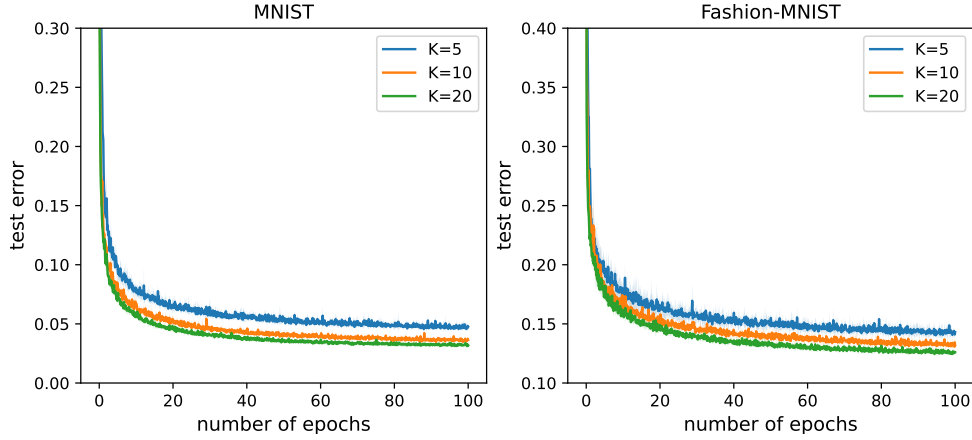 MNIST
0.30
0.25
0.20
0.15
0.10
0.05
0.00
test error
0 20 40 60 80 100
number of epochs
K=5
K=10
K=20
Fashion-MNIST
0.40
0.35
0.30
0.25
0.20
0.15
0.10
test error
0 20 40 60 80 100
number of epochs
K=5
K=10
K=20